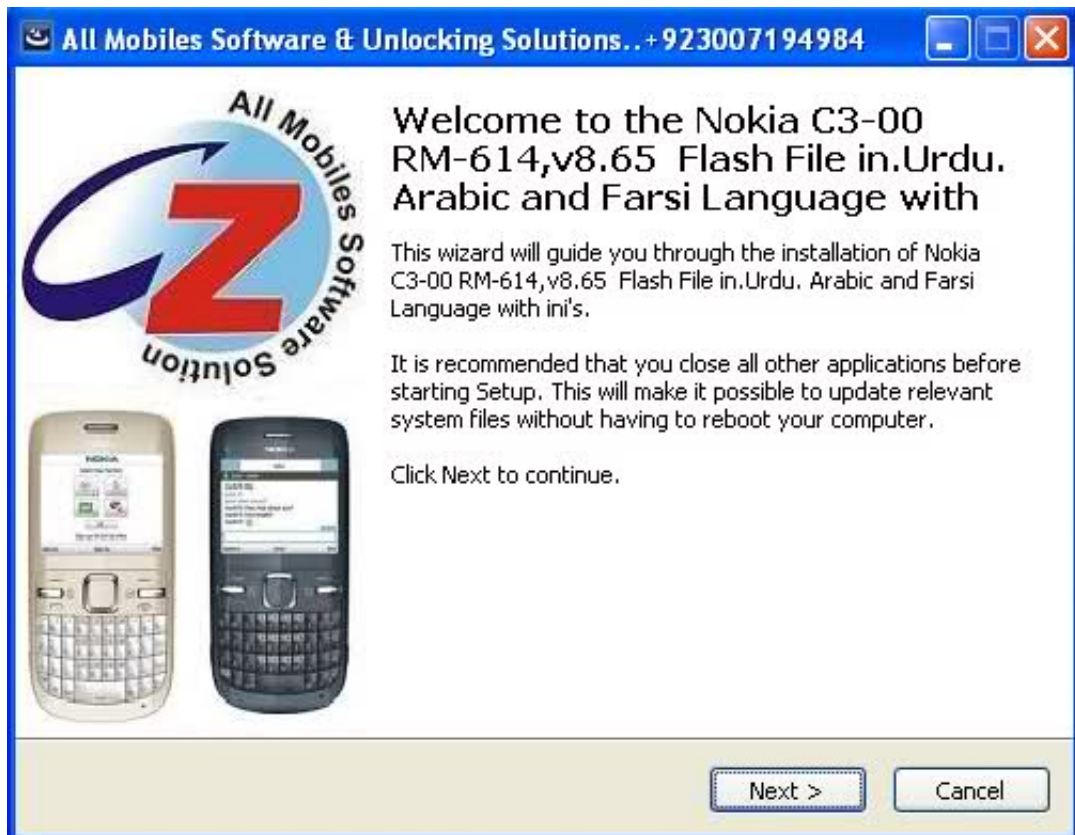 All Mobiles Software & Unlocking Solutions..+923007194984
All Mobiles Software Solution
Z
Welcome to the Nokia C3-00
RM-614,v8.65  Flash File in.Urdu.
Arabic and Farsi Language with
This wizard will guide you through the installation of Nokia
C3-00 RM-614,v8.65  Flash File in.Urdu. Arabic and Farsi
Language with ini's.
It is recommended that you close all other applications before
starting Setup. This will make it possible to update relevant
system files without having to reboot your computer.
Click Next to continue.
NOKIA
NOKIA
Next >
Cancel